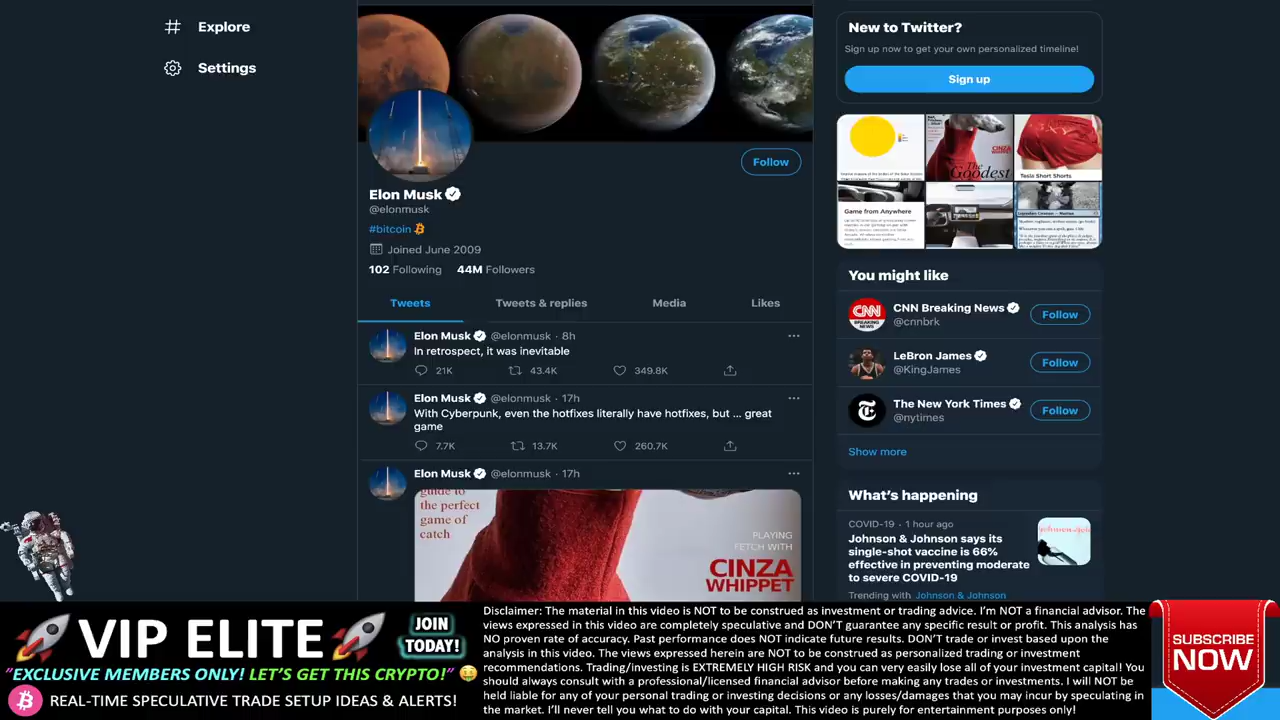 Explore
Settings
Follow
Elon Musk
@elonmusk
#bitcoin
Joined June 2009
102 Following 44M Followers
Tweets Tweets & replies Media Likes
Elon Musk @elonmusk · 8h
In retrospect, it was inevitable
21K 43.4K 349.8K
Elon Musk @elonmusk · 17h
With Cyberpunk, even the hotfixes literally have hotfixes, but ... great
game
7.7K 13.7K 260.7K
Elon Musk @elonmusk · 17h
guide to
the perfect
game of
catch
PLAYING
FETCH WITH
CINZA
WHIPPET
New to Twitter?
Sign up now to get your own personalized timeline!
Sign up
CINZA
The
Goodest
Tesla Short Shorts
Game from Anywhere
You might like
CNN Breaking News
@cnnbrk
Follow
CNN
BREAKING
NEWS
LeBron James
@KingJames
Follow
The New York Times
@nytimes
Follow
Show more
What's happening
COVID-19 · 1 hour ago
Johnson & Johnson says its
single-shot vaccine is 66%
effective in preventing moderate
to severe COVID-19
Trending with Johnson & Johnson
VIP ELITE
JOIN
TODAY!
"EXCLUSIVE MEMBERS ONLY! LET'S GET THIS CRYPTO!"
REAL-TIME SPECULATIVE TRADE SETUP IDEAS & ALERTS!
Disclaimer: The material in this video is NOT to be construed as investment or trading advice. I'm NOT a financial advisor. The
views expressed in this video are completely speculative and DON'T guarantee any specific result or profit. This analysis has
NO proven rate of accuracy. Past performance does NOT indicate future results. DON'T trade or invest based upon the
analysis in this video. The views expressed herein are NOT to be construed as personalized trading or investment
recommendations. Trading/investing is EXTREMELY HIGH RISK and you can very easily lose all of your investment capital! You
should always consult with a professional/licensed financial advisor before making any trades or investments. I will NOT be
held liable for any of your personal trading or investing decisions or any losses/damages that you may incur by speculating in
the market. I'll never tell you what to do with your capital. This video is purely for entertainment purposes only!
SUBSCRIBE
NOW